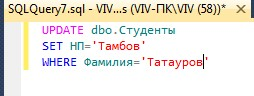 SQLQuery7.sql - VIV...s (VIV-ПК\VIV (58))*
UPDATE dbo.Студенты
SET НП='Тамбов'
WHERE Фамилия='Татауров'